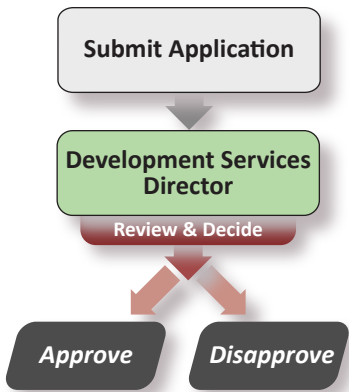 Submit Application
Development Services
Director
Review & Decide
Approve
Disapprove